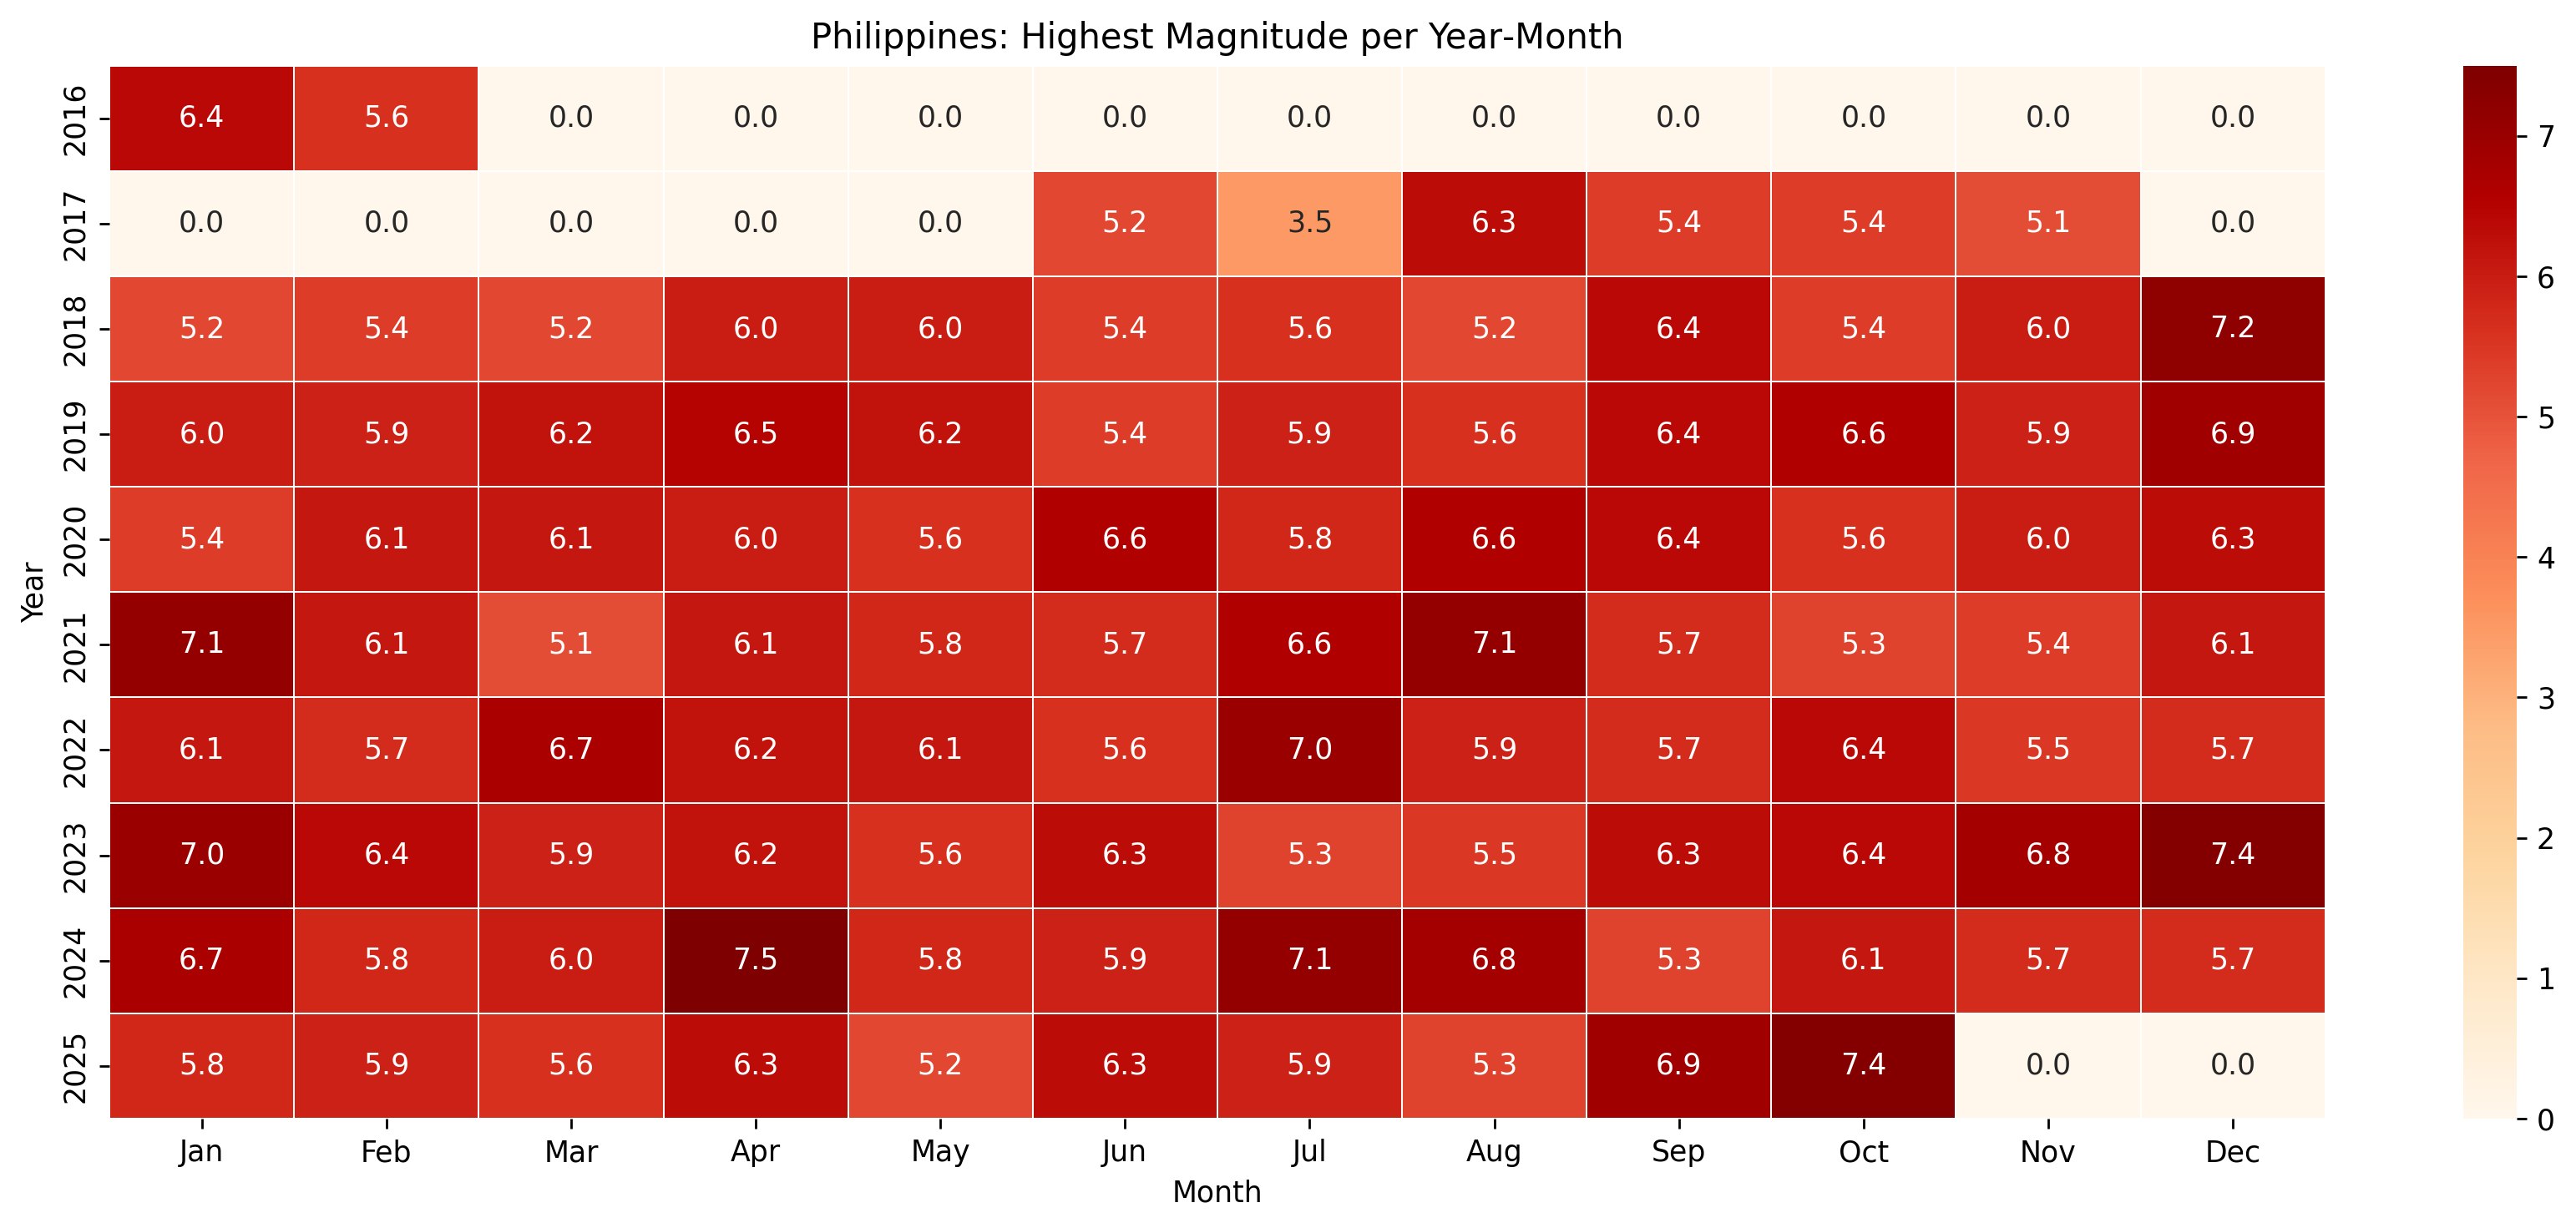 Philippines: Highest Magnitude per Year-Month
2016 6.4 5.6 0.0 0.0 0.0 0.0 0.0 0.0 0.0 0.0 0.0 0.0
2017 0.0 0.0 0.0 0.0 0.0 5.2 3.5 6.3 5.4 5.4 5.1 0.0
2018 5.2 5.4 5.2 6.0 6.0 5.4 5.6 5.2 6.4 5.4 6.0 7.2
2019 6.0 5.9 6.2 6.5 6.2 5.4 5.9 5.6 6.4 6.6 5.9 6.9
2020 5.4 6.1 6.1 6.0 5.6 6.6 5.8 6.6 6.4 5.6 6.0 6.3
2021 7.1 6.1 5.1 6.1 5.8 5.7 6.6 7.1 5.7 5.3 5.4 6.1
2022 6.1 5.7 6.7 6.2 6.1 5.6 7.0 5.9 5.7 6.4 5.5 5.7
2023 7.0 6.4 5.9 6.2 5.6 6.3 5.3 5.5 6.3 6.4 6.8 7.4
2024 6.7 5.8 6.0 7.5 5.8 5.9 7.1 6.8 5.3 6.1 5.7 5.7
2025 5.8 5.9 5.6 6.3 5.2 6.3 5.9 5.3 6.9 7.4 0.0 0.0
Jan Feb Mar Apr May Jun Jul Aug Sep Oct Nov Dec
Month
Year
7
6
5
4
3
2
1
0